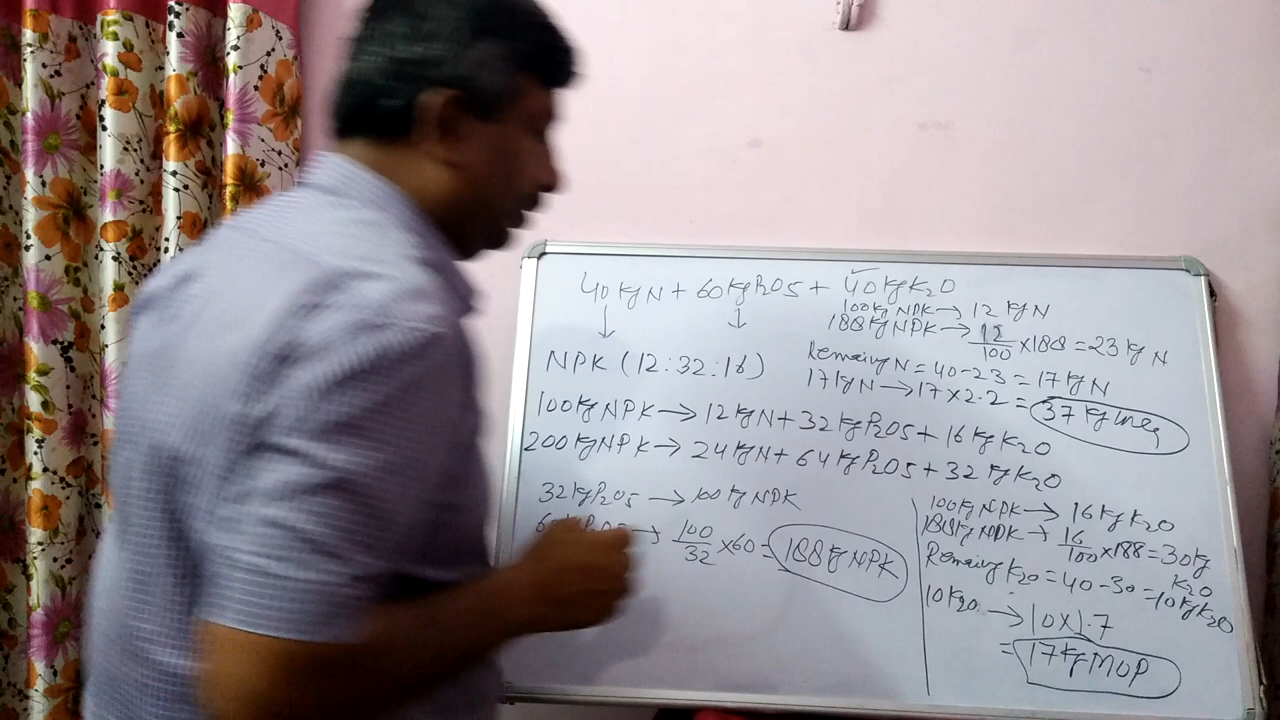 40 kg N + 60 kg P2O5 + 40 kg K2O
100 kg NPK → 12 kg N
188 kg NPK → 12/100 × 188 = 23 kg N
Remaing N = 40 - 23 = 17 kg N
17 kg N → 17 × 2.2 = 37 kg urea
NPK (12:32:16)
100 kg NPK → 12 kg N + 32 kg P2O5 + 16 kg K2O
200 kg NPK → 24 kg N + 64 kg P2O5 + 32 kg K2O
32 kg P2O5 → 100 kg NPK
→ 100/32 × 60 = 188 kg NPK
100 kg NPK → 16 kg K2O
188 kg NPK → 16/100 × 188 = 30 kg K2O
Remaing K2O = 40 - 30 = 10 kg K2O
10 K2O → 10 × 1.7
= 17 kg MOP